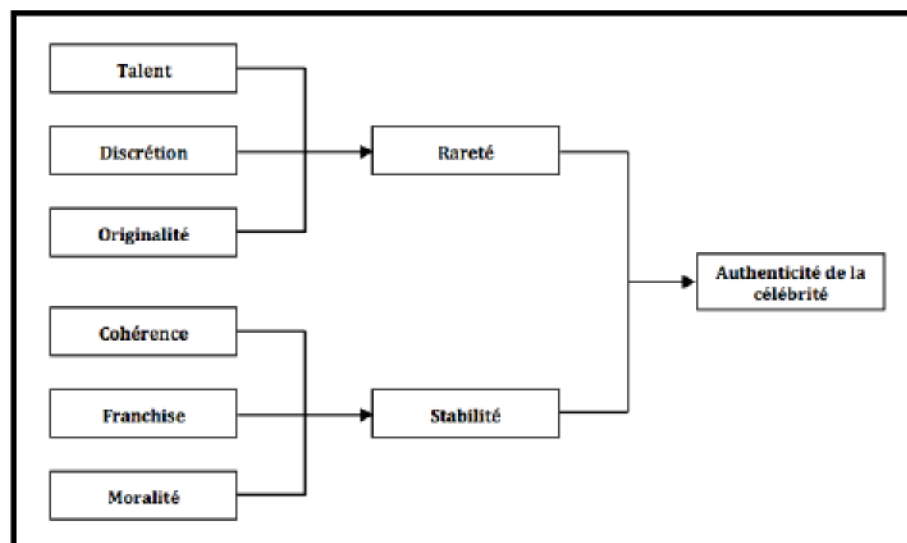 Talent
Discrétion
Originalité
Rareté
Cohérence
Franchise
Moralité
Stabilité
Authenticité de la
célébrité